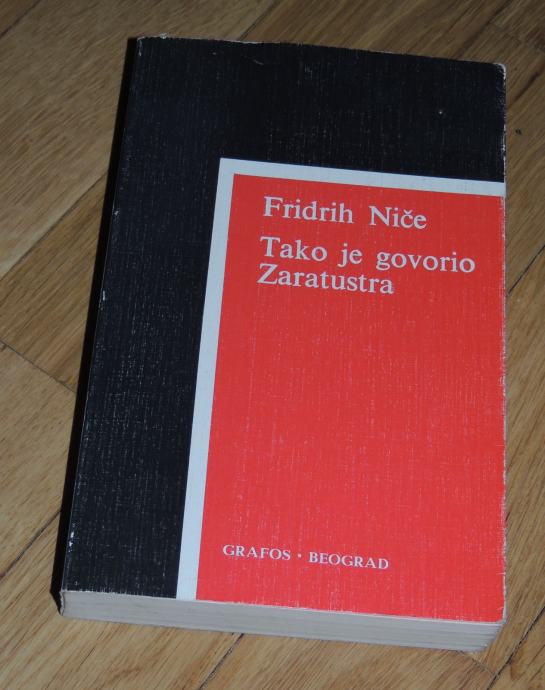 Fridrih Niče
Tako je govorio
Zaratustra
GRAFOS • BEOGRAD